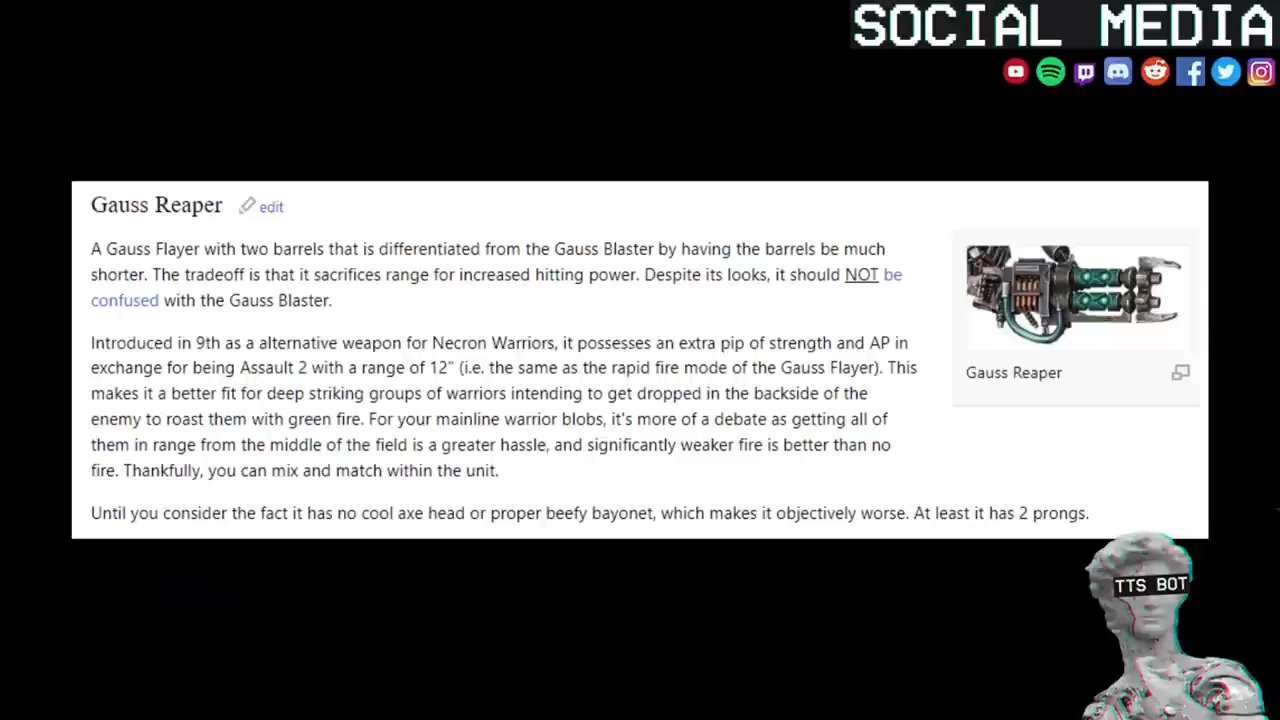 SOCIAL MEDIA
Gauss Reaper edit
A Gauss Flayer with two barrels that is differentiated from the Gauss Blaster by having the barrels be much
shorter. The tradeoff is that it sacrifices range for increased hitting power. Despite its looks, it should NOT be
confused with the Gauss Blaster.
Introduced in 9th as a alternative weapon for Necron Warriors, it possesses an extra pip of strength and AP in
exchange for being Assault 2 with a range of 12" (i.e. the same as the rapid fire mode of the Gauss Flayer). This
makes it a better fit for deep striking groups of warriors intending to get dropped in the backside of the
enemy to roast them with green fire. For your mainline warrior blobs, it's more of a debate as getting all of
them in range from the middle of the field is a greater hassle, and significantly weaker fire is better than no
fire. Thankfully, you can mix and match within the unit.
Until you consider the fact it has no cool axe head or proper beefy bayonet, which makes it objectively worse. At least it has 2 prongs.
Gauss Reaper
TTS BOT